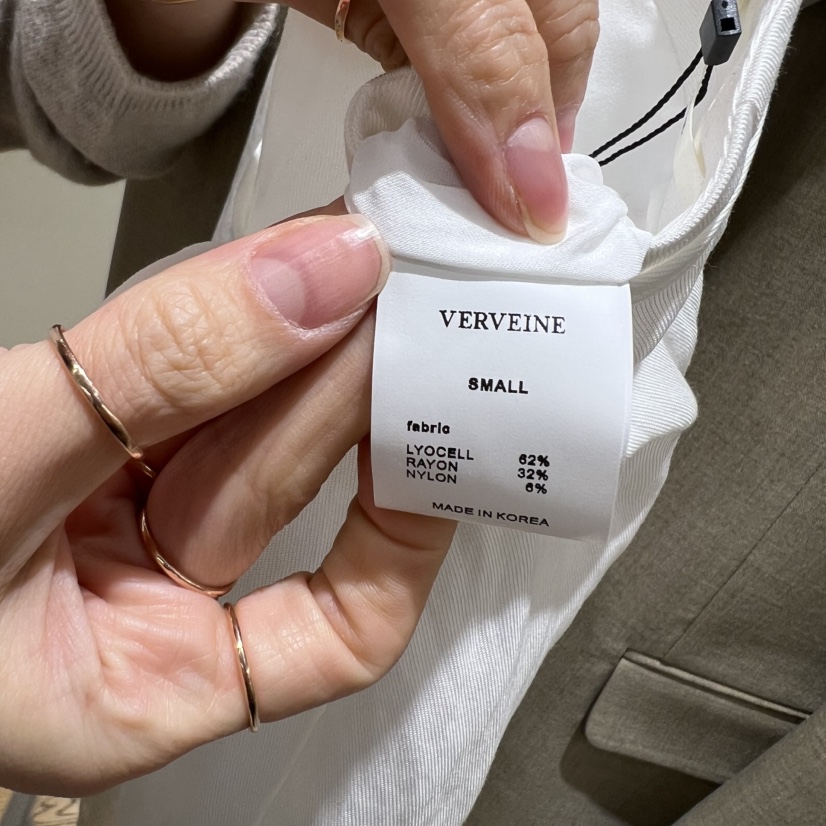 VERVEINE
SMALL
fabric
LYOCELL 62%
RAYON 32%
NYLON 6%
MADE IN KOREA